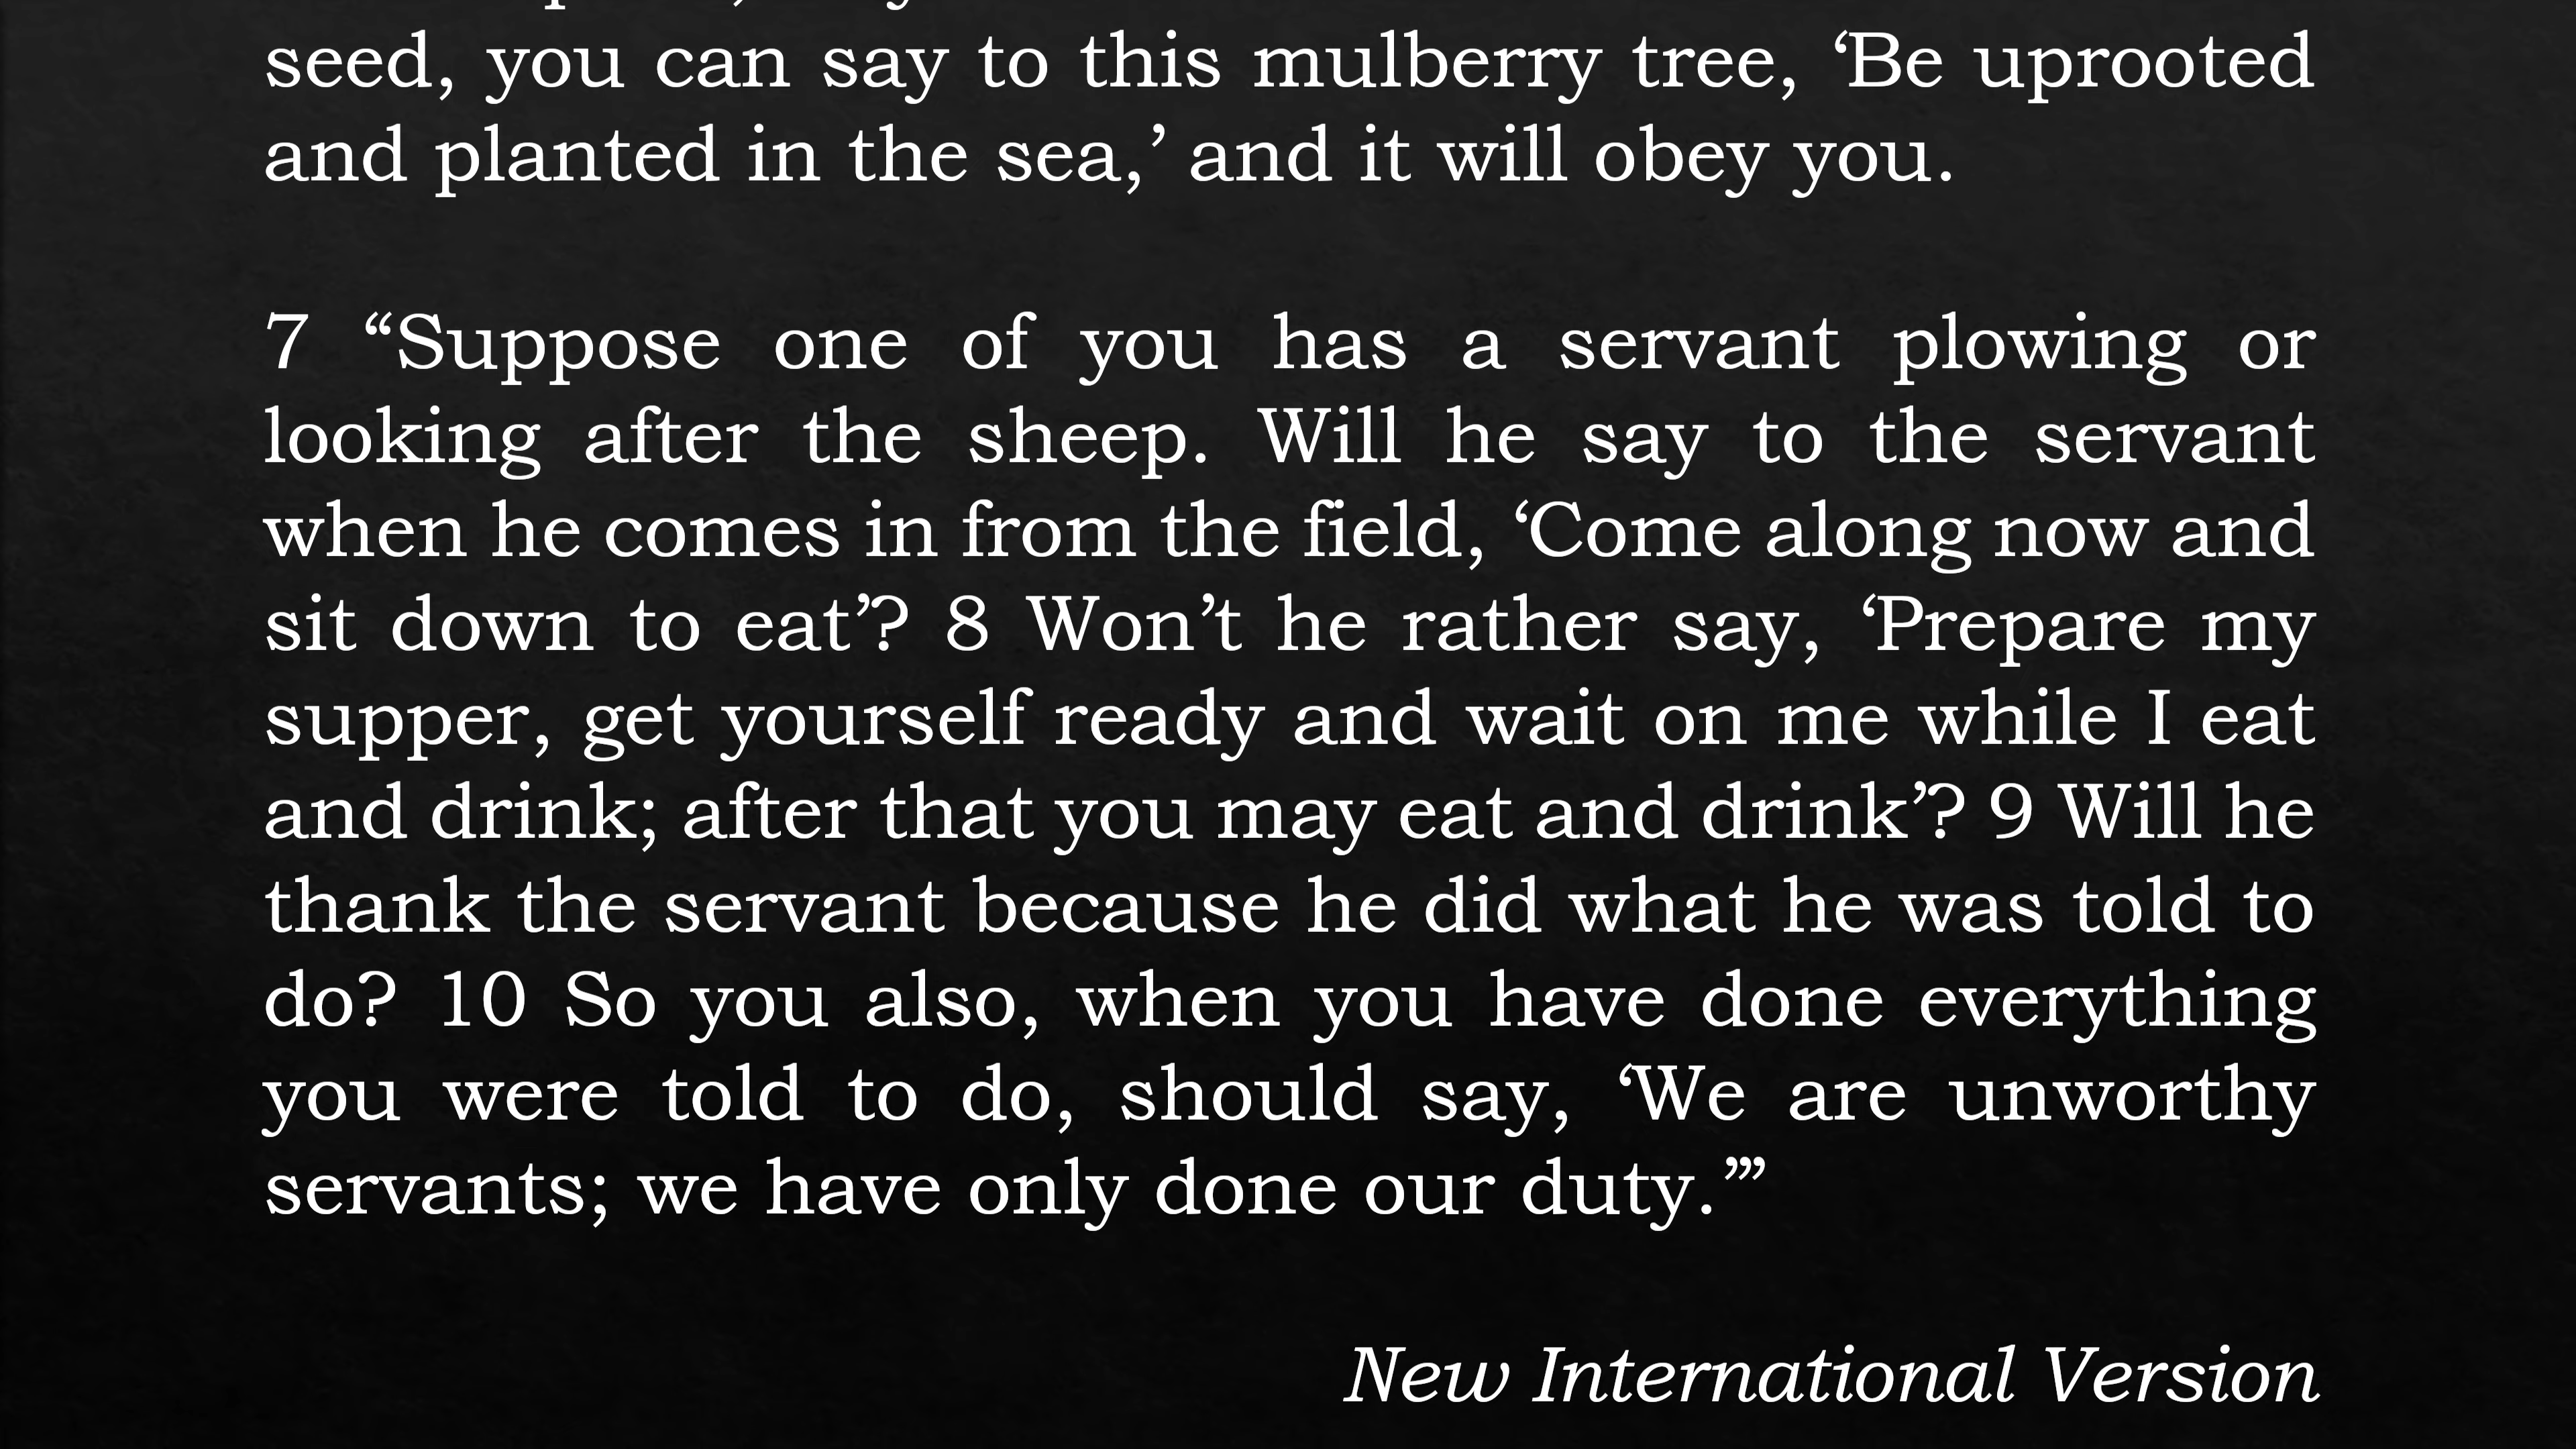 seed, you can say to this mulberry tree, ‘Be uprooted
and planted in the sea,’ and it will obey you.
7 “Suppose one of you has a servant plowing or
looking after the sheep. Will he say to the servant
when he comes in from the field, ‘Come along now and
sit down to eat’? 8 Won’t he rather say, ‘Prepare my
supper, get yourself ready and wait on me while I eat
and drink; after that you may eat and drink’? 9 Will he
thank the servant because he did what he was told to
do? 10 So you also, when you have done everything
you were told to do, should say, ‘We are unworthy
servants; we have only done our duty.’”
New International Version